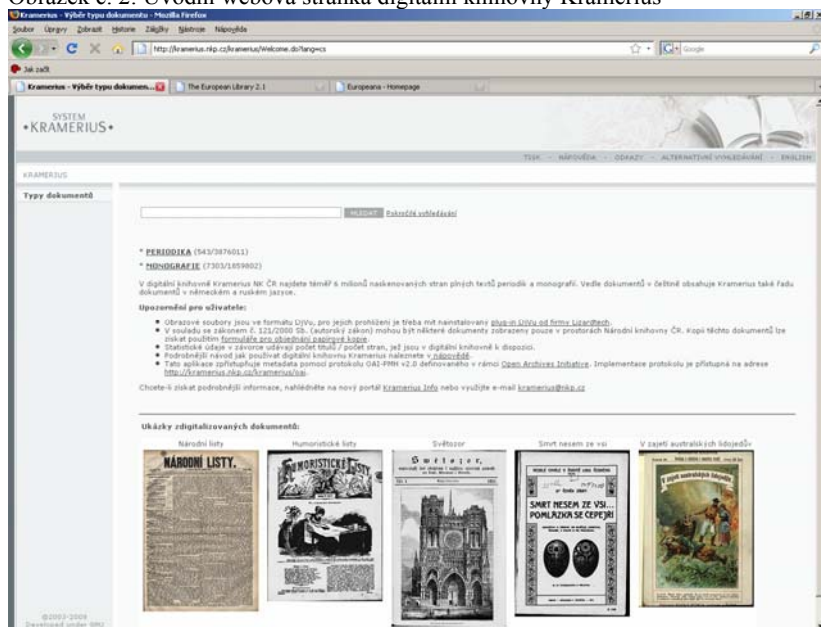 Obrázek č. 2: Úvodní webová stránka digitální knihovny Kramerius
Kramerius - Výběr typu dokumentu - Mozilla Firefox
Soubor Úpravy Zobrazit Historie Záložky Nástroje Nápověda
http://kramerius.nkp.cz/kramerius/Welcome.do?lang=cs
Google
Jak začít
Kramerius - Výběr typu dokumen...
The European Library 2.1
Europeana - Homepage
SYSTEM
•KRAMERIUS•
TISK - NÁPOVĚDA - ODKAZY - ALTERNATIVNÍ VYHLEDÁVÁNÍ - ENGLISH
KRAMERIUS
Typy dokumentů
HLEDAT Pokročilé vyhledávání
* PERIODIKA (543/3876011)
* MONOGRAFIE (7303/1859802)
V digitální knihovně Kramerius NK ČR najdete téměř 6 milionů naskenovaných stran plných textů periodik a monografií. Vedle dokumentů v češtině obsahuje Kramerius také řadu
dokumentů v německém a ruském jazyce.
Upozornění pro uživatele:
• Obrazové soubory jsou ve formátu DjVu, pro jejich prohlížení je třeba mít nainstalovaný plug-in DjVu od firmy Lizardtech.
• V souladu se zákonem č. 121/2000 Sb. (autorský zákon) mohou být některé dokumenty zobrazeny pouze v prostorách Národní knihovny ČR. Kopii těchto dokumentů lze
získat použitím formuláře pro objednání papírové kopie.
• Statistické údaje v závorce udávají počet titulů / počet stran, jež jsou v digitální knihovně k dispozici.
• Podrobnější návod jak používat digitální knihovnu Kramerius naleznete v nápovědě.
• Tato aplikace zpřístupňuje metadata pomocí protokolu OAI-PMH v2.0 definovaného v rámci Open Archives Initiative. Implementace protokolu je přístupná na adrese
http://kramerius.nkp.cz/kramerius/oai.
Chcete-li získat podrobnější informace, nahlédněte na nový portál Kramerius Info nebo využijte e-mail kramerius@nkp.cz
Ukázky zdigitalizovaných dokumentů:
Národní listy Humoristické listy Světozor Smrt nesem ze vsi V zajetí australských lidojedův
NÁRODNÍ LISTY.
HUMORISTICKÉ LISTY
Světozor,
SMRT NESEM ZE VSI...
POMLÁZKA SE ČEPEJŘÍ
V zajetí australských lidojedův
©2003-2009